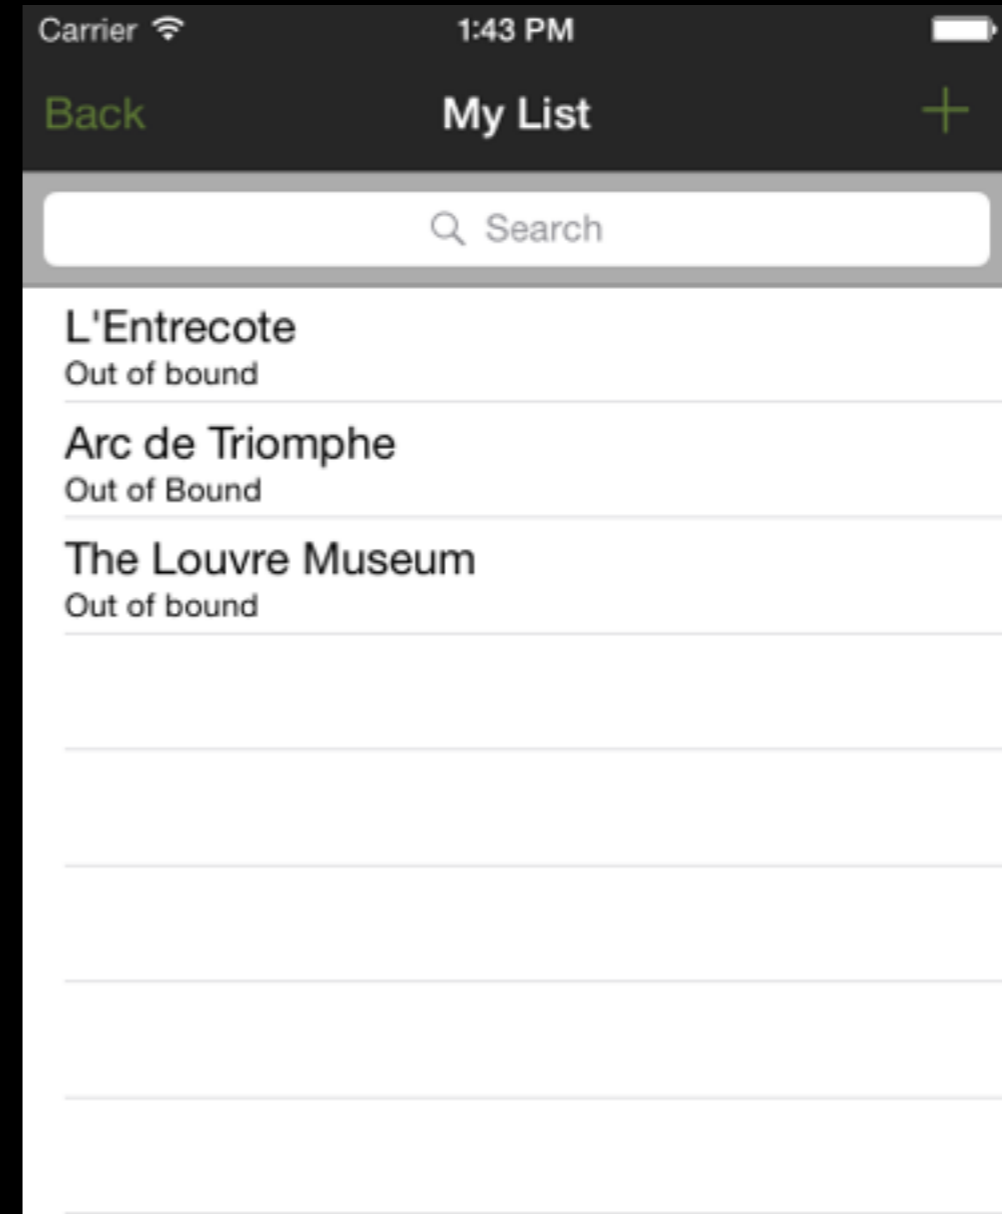 Carrier 1:43 PM
Back My List +
Search
L'Entrecote
Out of bound
Arc de Triomphe
Out of Bound
The Louvre Museum
Out of bound